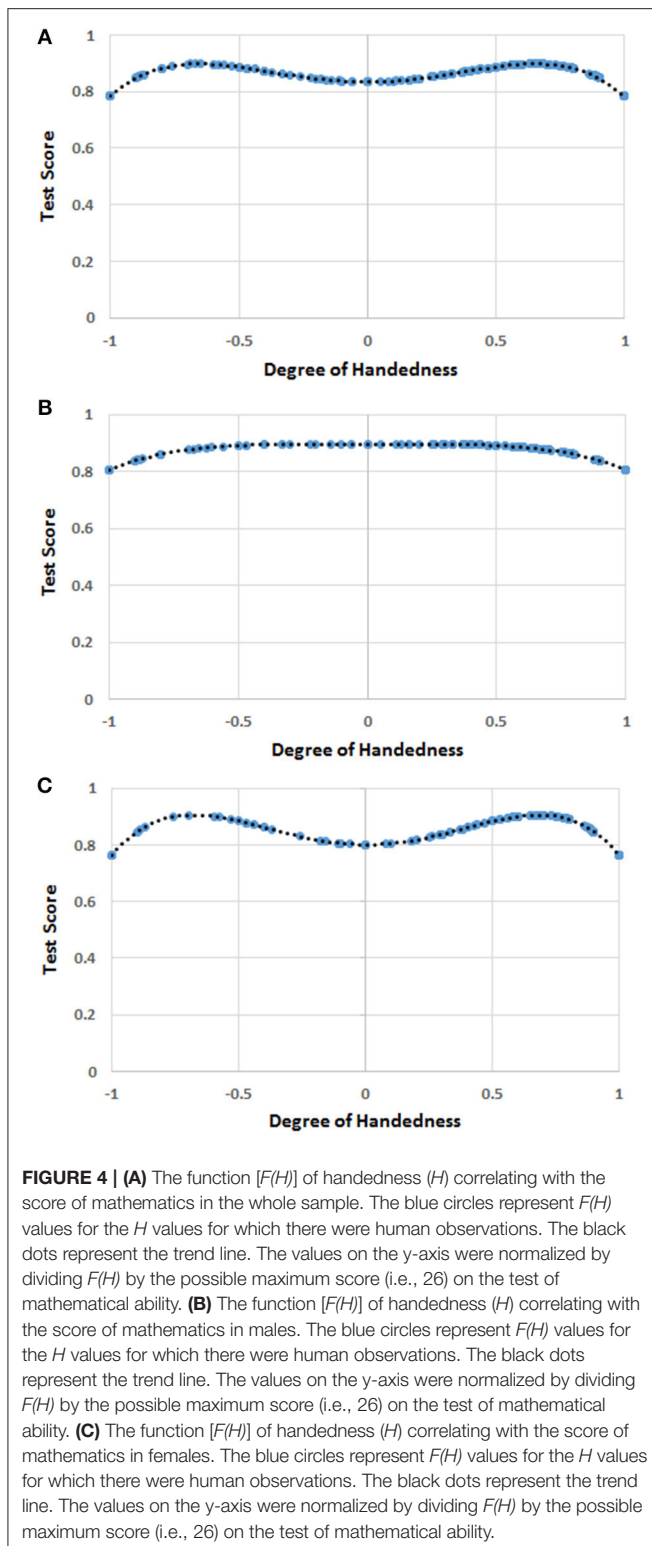 A
1
0.8
0.6
0.4
0.2
0
Test Score
-1 -0.5 0 0.5 1
Degree of Handedness
B
1
0.8
0.6
0.4
0.2
0
Test Score
-1 -0.5 0 0.5 1
Degree of Handedness
C
1
0.8
0.6
0.4
0.2
0
Test Score
-1 -0.5 0 0.5 1
Degree of Handedness
FIGURE 4 | (A) The function [F(H)] of handedness (H) correlating with the
score of mathematics in the whole sample. The blue circles represent F(H)
values for the H values for which there were human observations. The black
dots represent the trend line. The values on the y-axis were normalized by
dividing F(H) by the possible maximum score (i.e., 26) on the test of
mathematical ability. (B) The function [F(H)] of handedness (H) correlating with
the score of mathematics in males. The blue circles represent F(H) values for
the H values for which there were human observations. The black dots
represent the trend line. The values on the y-axis were normalized by dividing
F(H) by the possible maximum score (i.e., 26) on the test of mathematical
ability. (C) The function [F(H)] of handedness (H) correlating with the score of
mathematics in females. The blue circles represent F(H) values for the H values
for which there were human observations. The black dots represent the trend
line. The values on the y-axis were normalized by dividing F(H) by the possible
maximum score (i.e., 26) on the test of mathematical ability.